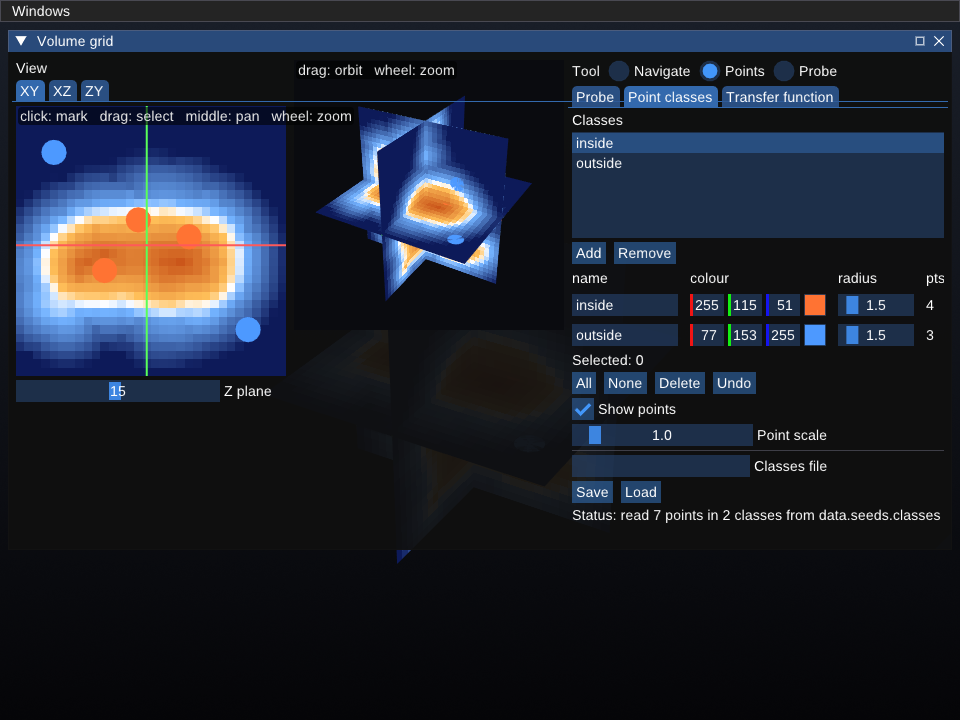 Windows
Volume grid
View
XY XZ ZY
click: mark drag: select middle: pan wheel: zoom
15 Z plane
drag: orbit wheel: zoom
Tool Navigate Points Probe
Probe Point classes Transfer function
Classes
inside
outside
Add Remove
name colour radius pts
inside 255 115 51 1.5 4
outside 77 153 255 1.5 3
Selected: 0
All None Delete Undo
Show points
1.0 Point scale
Classes file
Save Load
Status: read 7 points in 2 classes from data.seeds.classes